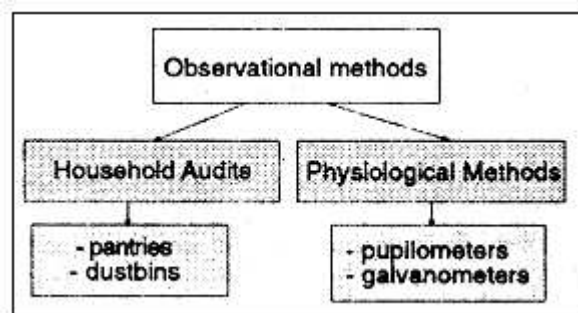 Observational methods
Household Audits
Physiological Methods
- pantries
- dustbins
- pupilometers
- galvanometers